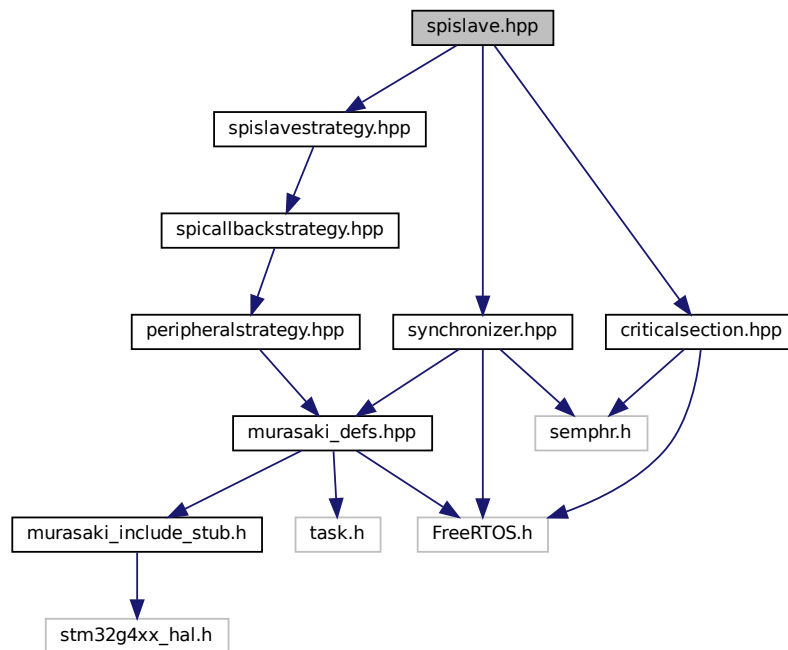 spislave.hpp
spislavestrategy.hpp
spicallbackstrategy.hpp
peripheralstrategy.hpp
synchronizer.hpp
criticalsection.hpp
murasaki_defs.hpp
semphr.h
murasaki_include_stub.h
task.h
FreeRTOS.h
stm32g4xx_hal.h